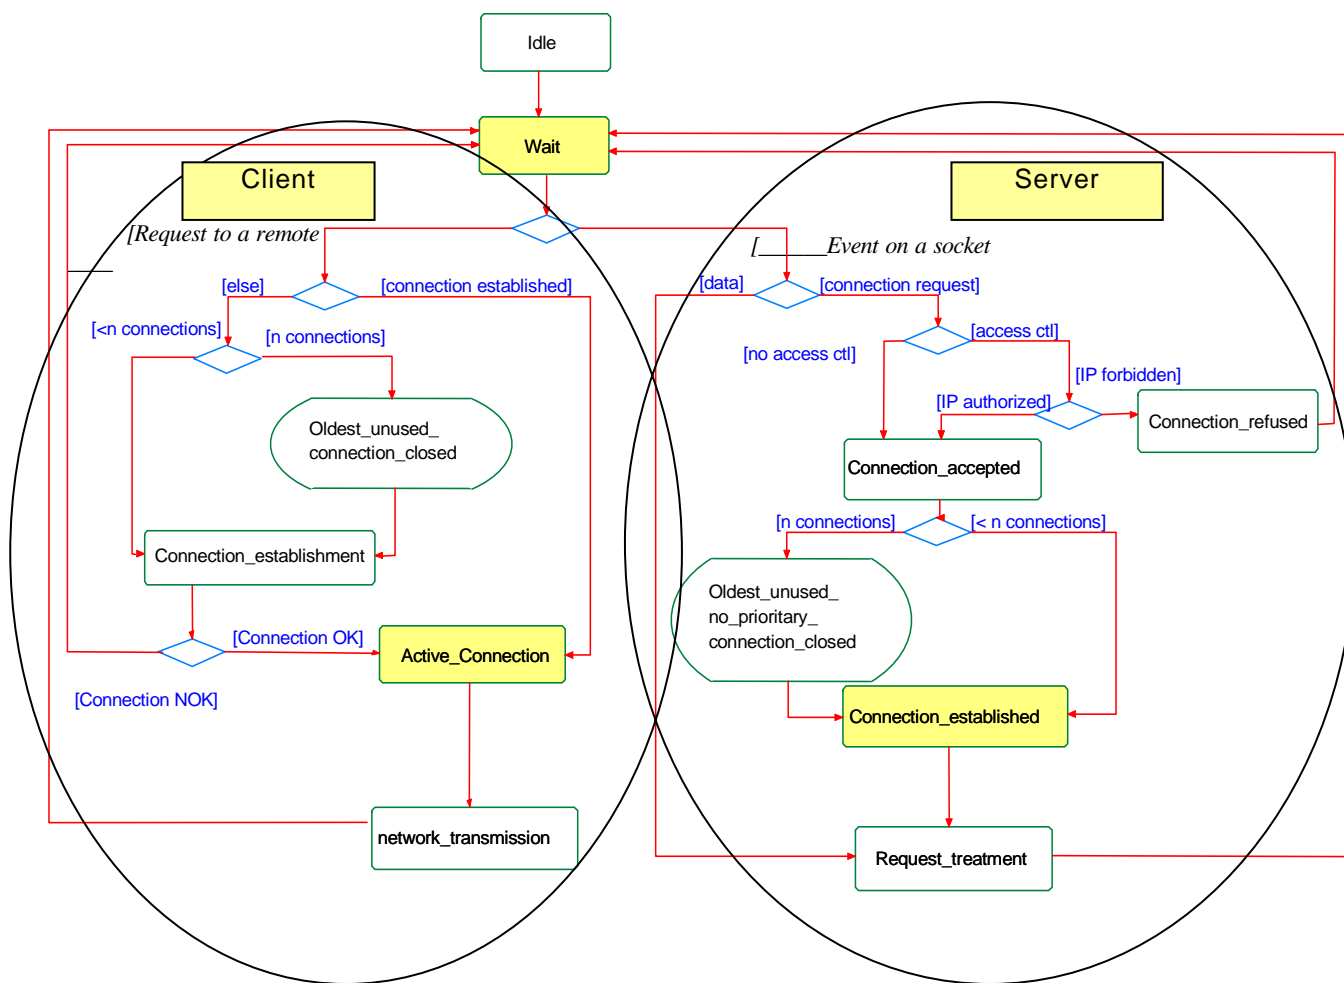 Idle
Wait
Client
Server
[Request to a remote
[_____Event on a socket
[else]
[connection established]
[data]
[connection request]
[<n connections]
[n connections]
[no access ctl]
[access ctl]
[IP forbidden]
[IP authorized]
Connection_refused
Oldest_unused_
connection_closed
Connection_accepted
[n connections]
[< n connections]
Connection_establishment
Oldest_unused_
no_prioritary_
connection_closed
[Connection OK]
Active_Connection
[Connection NOK]
Connection_established
network_transmission
Request_treatment